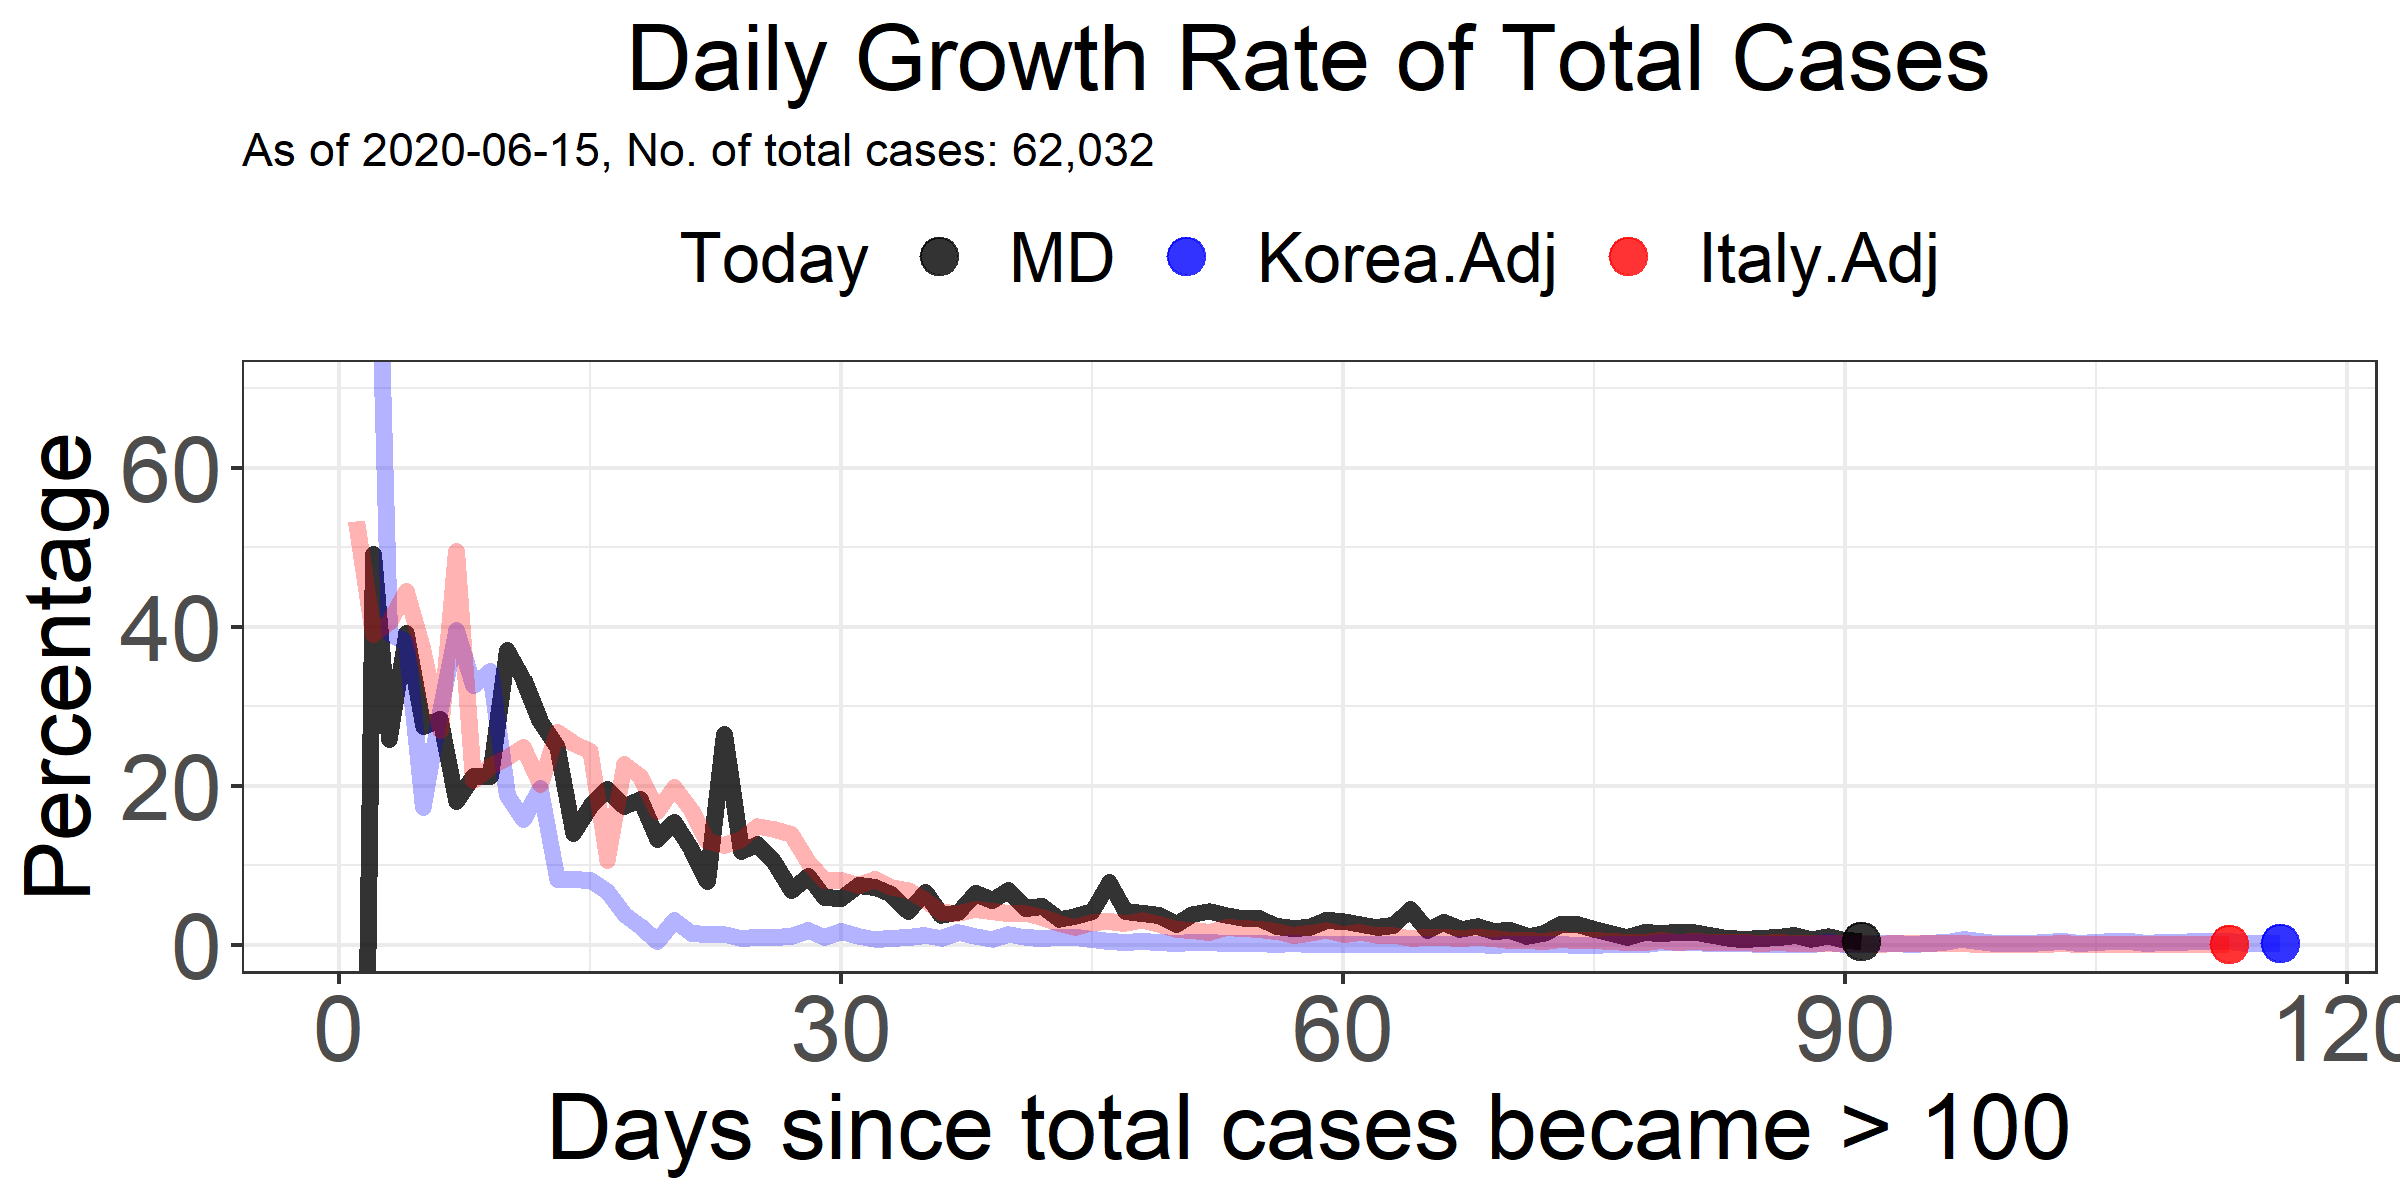 Daily Growth Rate of Total Cases
As of 2020-06-15, No. of total cases: 62,032
Today MD Korea.Adj Italy.Adj
Percentage
60
40
20
0
0 30 60 90 120
Days since total cases became > 100